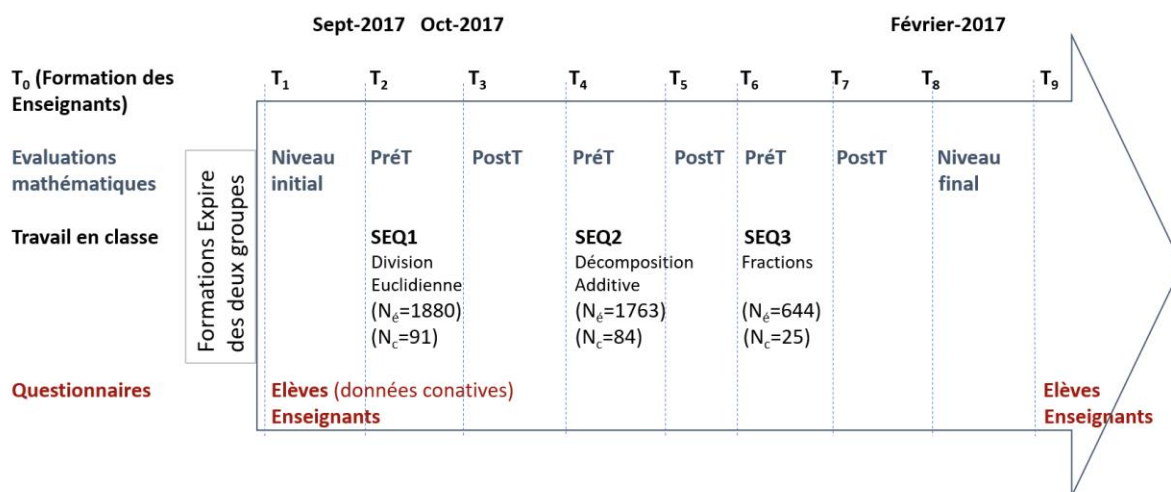 Sept-2017 Oct-2017 Février-2017
T₀ (Formation des
Enseignants)
T₁ T₂ T₃ T₄ T₅ T₆ T₇ T₈ T₉
Evaluations
mathématiques
Niveau
initial
PréT PostT PréT PostT PréT PostT
Niveau
final
Formations Expire
des deux groupes
Travail en classe
SEQ1
Division
Euclidienne
(Nₑ́=1880)
(N꜀=91)
SEQ2
Décomposition
Additive
(Nₑ́=1763)
(N꜀=84)
SEQ3
Fractions
(Nₑ́=644)
(N꜀=25)
Questionnaires
Elèves (données conatives)
Enseignants
Elèves
Enseignants